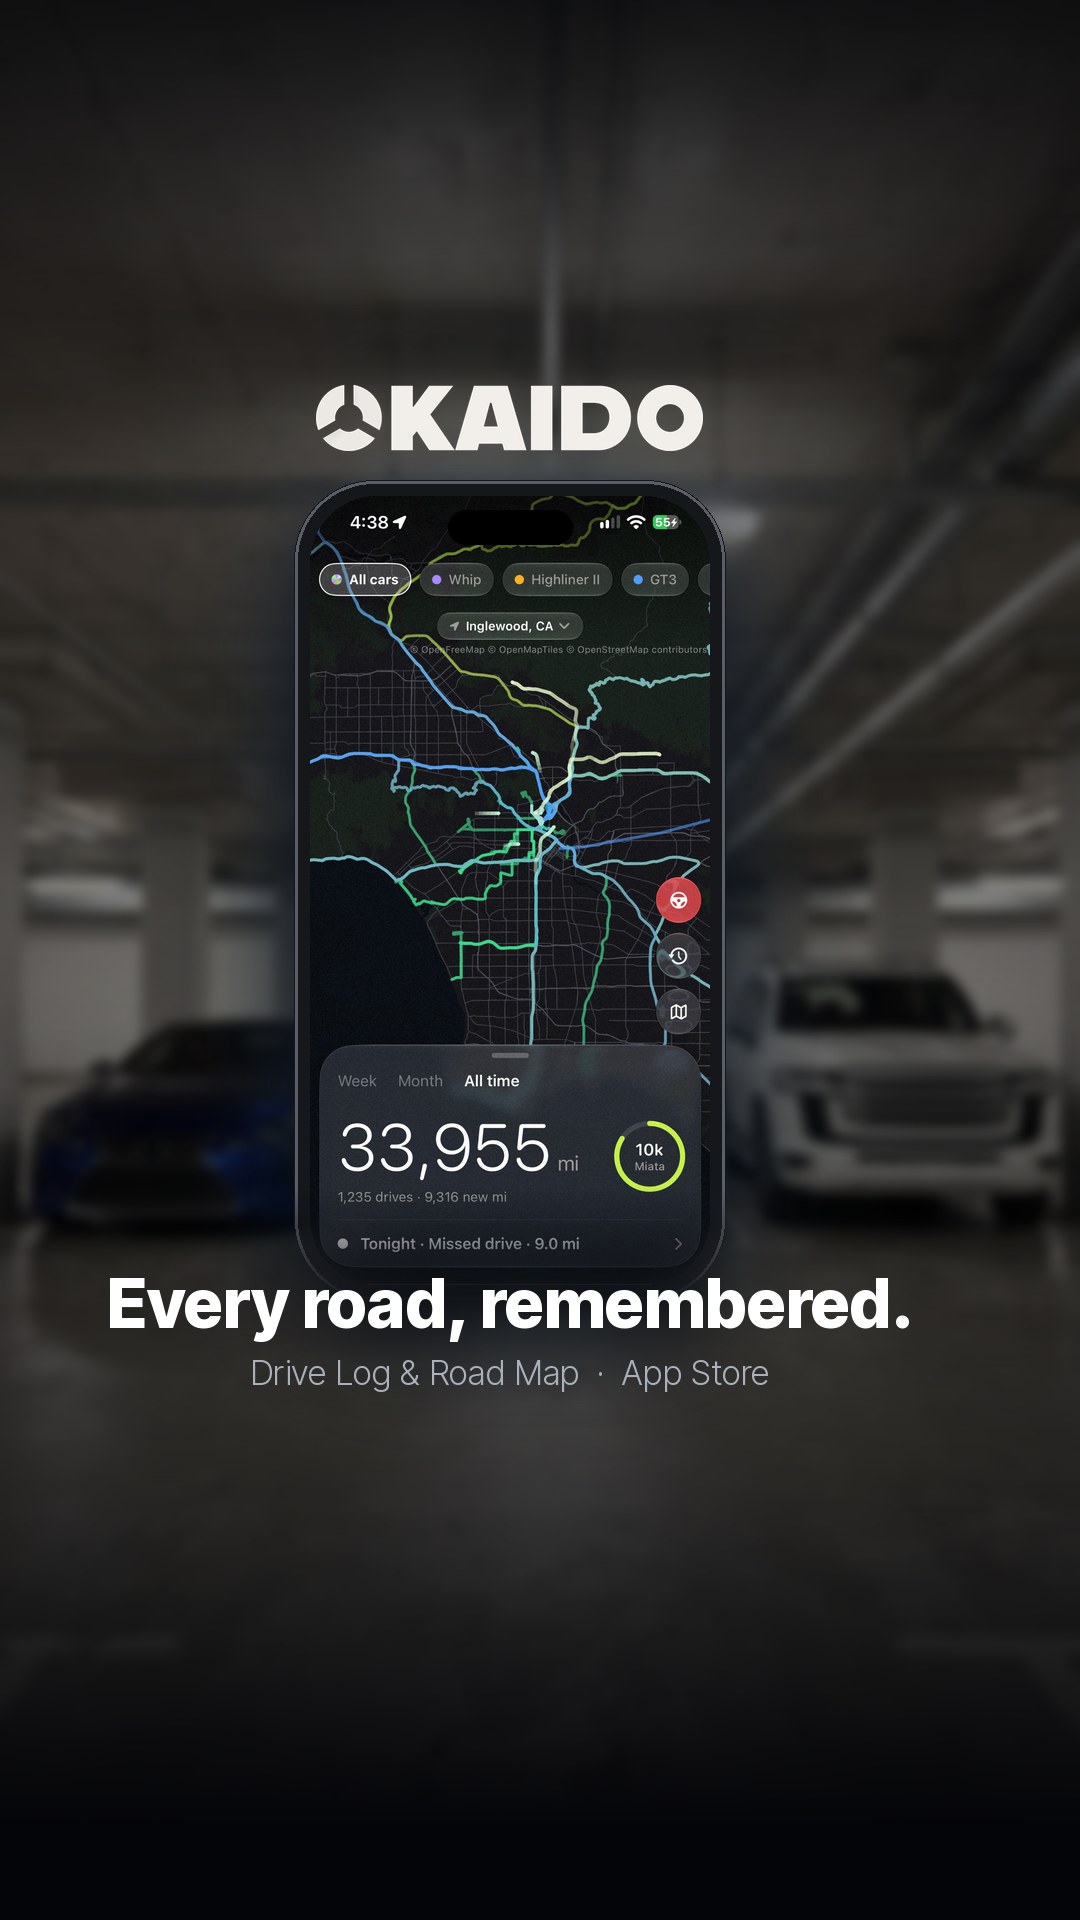 KAIDO
4:38
55
All cars
Whip
Highliner II
GT3
Inglewood, CA
© OpenFreeMap © OpenMapTiles © OpenStreetMap contributors
Week
Month
All time
33,955 mi
10k
Miata
1,235 drives · 9,316 new mi
Tonight · Missed drive · 9.0 mi
Every road, remembered.
Drive Log & Road Map · App Store